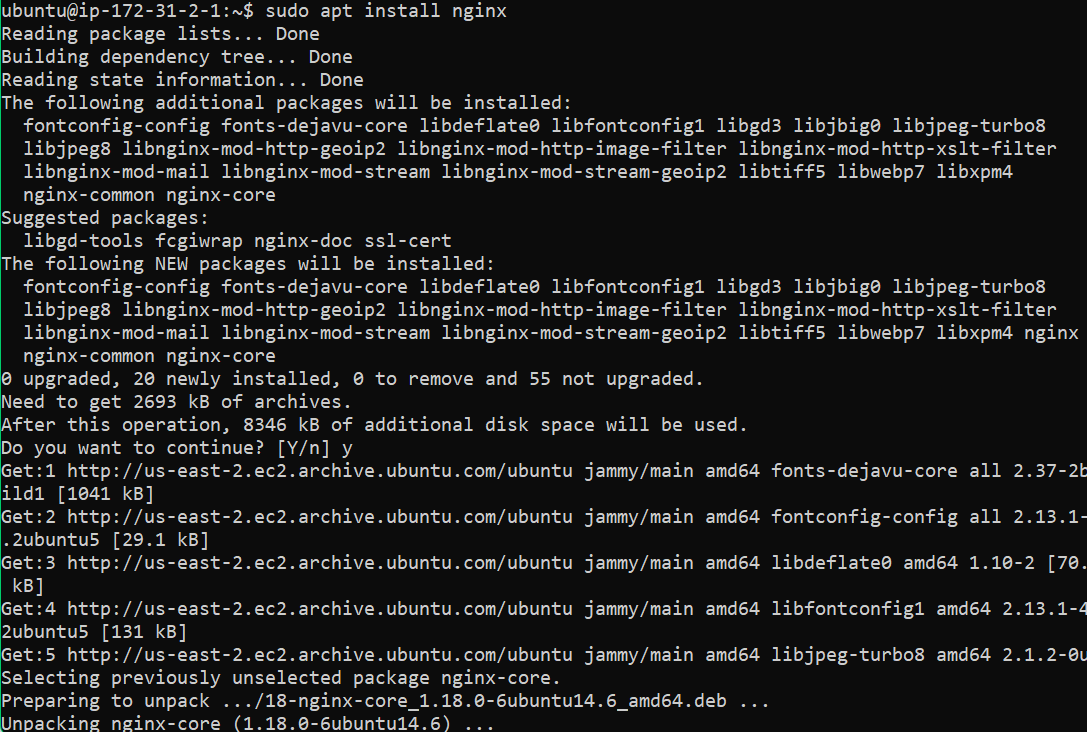 ubuntu@ip-172-31-2-1:~$ sudo apt install nginx
Reading package lists... Done
Building dependency tree... Done
Reading state information... Done
The following additional packages will be installed:
  fontconfig-config fonts-dejavu-core libdeflate0 libfontconfig1 libgd3 libjbig0 libjpeg-turbo8
  libjpeg8 libnginx-mod-http-geoip2 libnginx-mod-http-image-filter libnginx-mod-http-xslt-filter
  libnginx-mod-mail libnginx-mod-stream libnginx-mod-stream-geoip2 libtiff5 libwebp7 libxpm4
  nginx-common nginx-core
Suggested packages:
  libgd-tools fcgiwrap nginx-doc ssl-cert
The following NEW packages will be installed:
  fontconfig-config fonts-dejavu-core libdeflate0 libfontconfig1 libgd3 libjbig0 libjpeg-turbo8
  libjpeg8 libnginx-mod-http-geoip2 libnginx-mod-http-image-filter libnginx-mod-http-xslt-filter
  libnginx-mod-mail libnginx-mod-stream libnginx-mod-stream-geoip2 libtiff5 libwebp7 libxpm4 nginx
  nginx-common nginx-core
0 upgraded, 20 newly installed, 0 to remove and 55 not upgraded.
Need to get 2693 kB of archives.
After this operation, 8346 kB of additional disk space will be used.
Do you want to continue? [Y/n] y
Get:1 http://us-east-2.ec2.archive.ubuntu.com/ubuntu jammy/main amd64 fonts-dejavu-core all 2.37-2b
ild1 [1041 kB]
Get:2 http://us-east-2.ec2.archive.ubuntu.com/ubuntu jammy/main amd64 fontconfig-config all 2.13.1-
.2ubuntu5 [29.1 kB]
Get:3 http://us-east-2.ec2.archive.ubuntu.com/ubuntu jammy/main amd64 libdeflate0 amd64 1.10-2 [70.
 kB]
Get:4 http://us-east-2.ec2.archive.ubuntu.com/ubuntu jammy/main amd64 libfontconfig1 amd64 2.13.1-4
2ubuntu5 [131 kB]
Get:5 http://us-east-2.ec2.archive.ubuntu.com/ubuntu jammy/main amd64 libjpeg-turbo8 amd64 2.1.2-0u
Selecting previously unselected package nginx-core.
Preparing to unpack .../18-nginx-core_1.18.0-6ubuntu14.6_amd64.deb ...
Unpacking nginx-core (1.18.0-6ubuntu14.6) ...